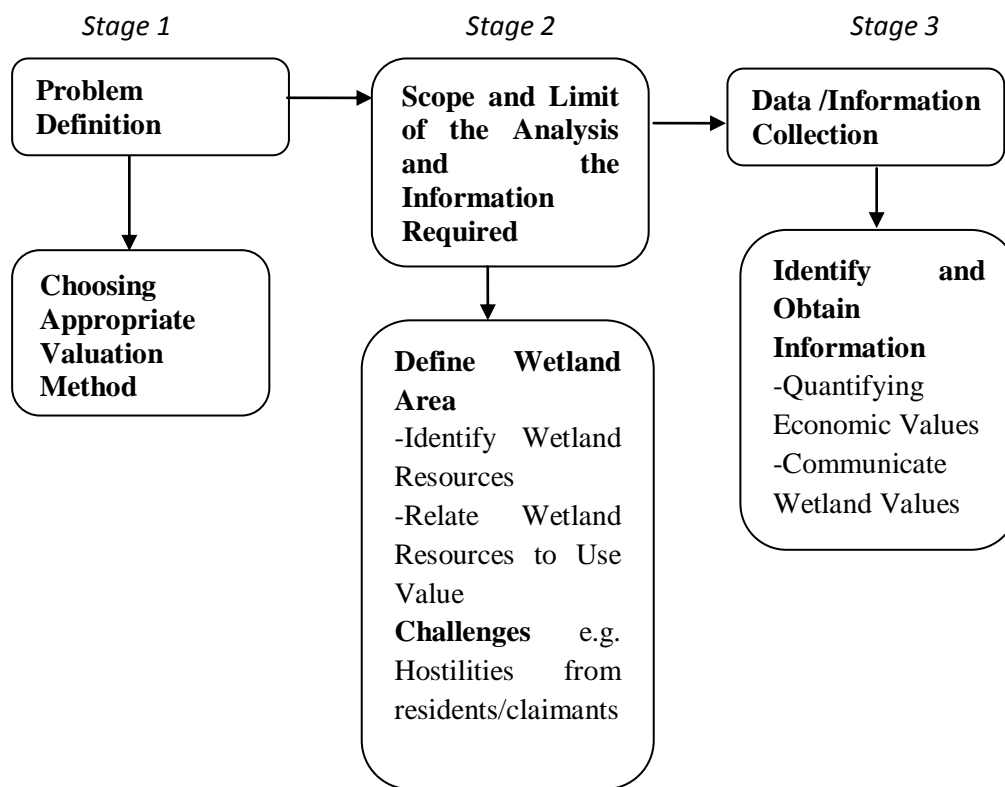 Stage 1
Stage 2
Stage 3
Problem
Definition
Scope and Limit
of the Analysis
and the
Information
Required
Data /Information
Collection
Choosing
Appropriate
Valuation
Method
Define Wetland
Area
-Identify Wetland
Resources
-Relate Wetland
Resources to Use
Value
Challenges e.g.
Hostilities from
residents/claimants
Identify and
Obtain
Information
-Quantifying
Economic Values
-Communicate
Wetland Values